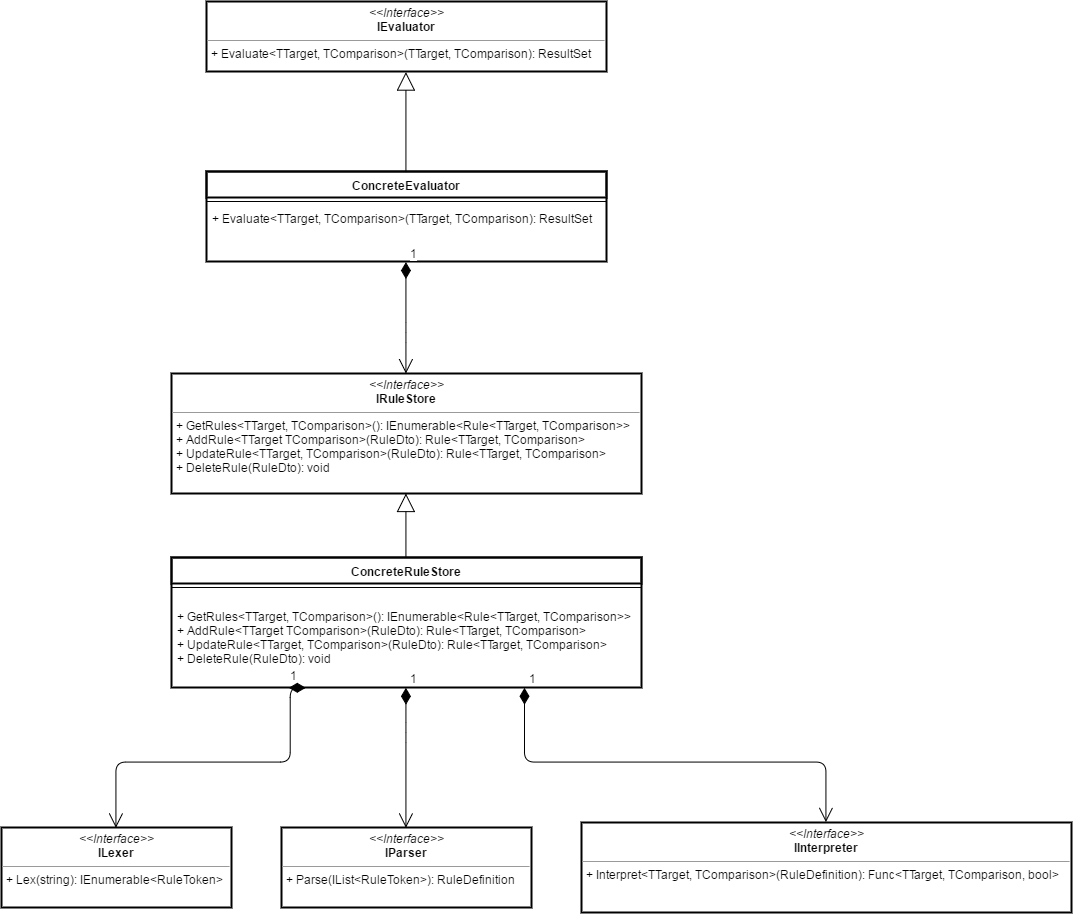 <<Interface>>
IEvaluator
+ Evaluate<TTarget, TComparison>(TTarget, TComparison): ResultSet
ConcreteEvaluator
+ Evaluate<TTarget, TComparison>(TTarget, TComparison): ResultSet
1
<<Interface>>
IRuleStore
+ GetRules<TTarget, TComparison>(): IEnumerable<Rule<TTarget, TComparison>>
+ AddRule<TTarget TComparison>(RuleDto): Rule<TTarget, TComparison>
+ UpdateRule<TTarget, TComparison>(RuleDto): Rule<TTarget, TComparison>
+ DeleteRule(RuleDto): void
ConcreteRuleStore
+ GetRules<TTarget, TComparison>(): IEnumerable<Rule<TTarget, TComparison>>
+ AddRule<TTarget TComparison>(RuleDto): Rule<TTarget, TComparison>
+ UpdateRule<TTarget, TComparison>(RuleDto): Rule<TTarget, TComparison>
+ DeleteRule(RuleDto): void
1
1
1
<<Interface>>
ILexer
+ Lex(string): IEnumerable<RuleToken>
<<Interface>>
IParser
+ Parse(IList<RuleToken>): RuleDefinition
<<Interface>>
IInterpreter
+ Interpret<TTarget, TComparison>(RuleDefinition): Func<TTarget, TComparison, bool>